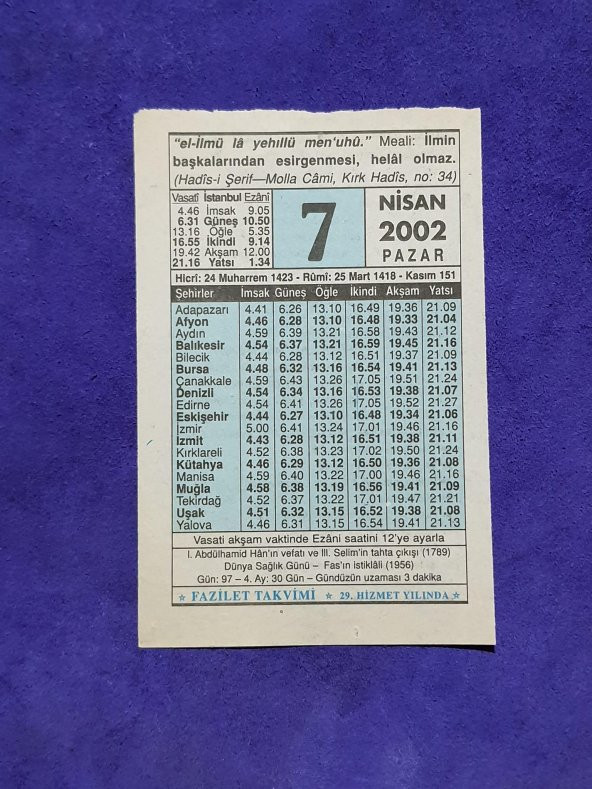 "el-İlmü lâ yehıllü men'uhû." Meali: İlmin
başkalarından esirgenmesi, helâl olmaz.
(Hadîs-i Şerif—Molla Câmi, Kırk Hadîs, no: 34)
Vasatî İstanbul Ezânî
4.46 İmsak 9.05
6.31 Güneş 10.50
13.16 Öğle 5.35
16.55 İkindi 9.14
19.42 Akşam 12.00
21.16 Yatsı 1.34
7
NİSAN
2002
PAZAR
Hicrî: 24 Muharrem 1423 - Rûmî: 25 Mart 1418 - Kasım 151
Şehirler İmsak Güneş Öğle İkindi Akşam Yatsı
Adapazarı 4.41 6.26 13.10 16.49 19.36 21.09
Afyon 4.46 6.28 13.10 16.48 19.33 21.04
Aydın 4.59 6.39 13.21 16.58 19.43 21.12
Balıkesir 4.54 6.37 13.21 16.59 19.45 21.16
Bilecik 4.44 6.28 13.12 16.51 19.37 21.09
Bursa 4.48 6.32 13.16 16.54 19.41 21.13
Çanakkale 4.59 6.43 13.26 17.05 19.51 21.24
Denizli 4.54 6.34 13.16 16.53 19.38 21.07
Edirne 4.54 6.41 13.26 17.05 19.52 21.27
Eskişehir 4.44 6.27 13.10 16.48 19.34 21.06
İzmir 5.00 6.41 13.24 17.01 19.46 21.16
İzmit 4.43 6.28 13.12 16.51 19.38 21.11
Kırklareli 4.52 6.38 13.23 17.02 19.50 21.24
Kütahya 4.46 6.29 13.12 16.50 19.36 21.08
Manisa 4.59 6.40 13.22 17.00 19.46 21.16
Muğla 4.58 6.38 13.19 16.56 19.41 21.09
Tekirdağ 4.52 6.37 13.22 17.01 19.47 21.21
Uşak 4.51 6.32 13.15 16.52 19.38 21.08
Yalova 4.46 6.31 13.15 16.54 19.41 21.13
Vasati akşam vaktinde Ezâni saatini 12'ye ayarla
I. Abdülhamid Hân'ın vefatı ve III. Selim'in tahta çıkışı (1789)
Dünya Sağlık Günü – Fas'ın istiklâli (1956)
Gün: 97 – 4. Ay: 30 Gün – Gündüzün uzaması 3 dakika
★ FAZİLET TAKVİMİ ★ 29. HİZMET YILINDA ★